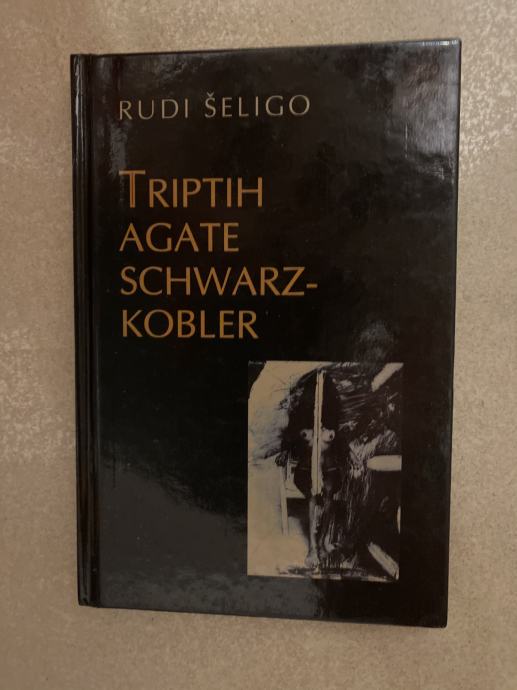 RUDI ŠELIGO
TRIPTIH
AGATE
SCHWARZ-
KOBLER